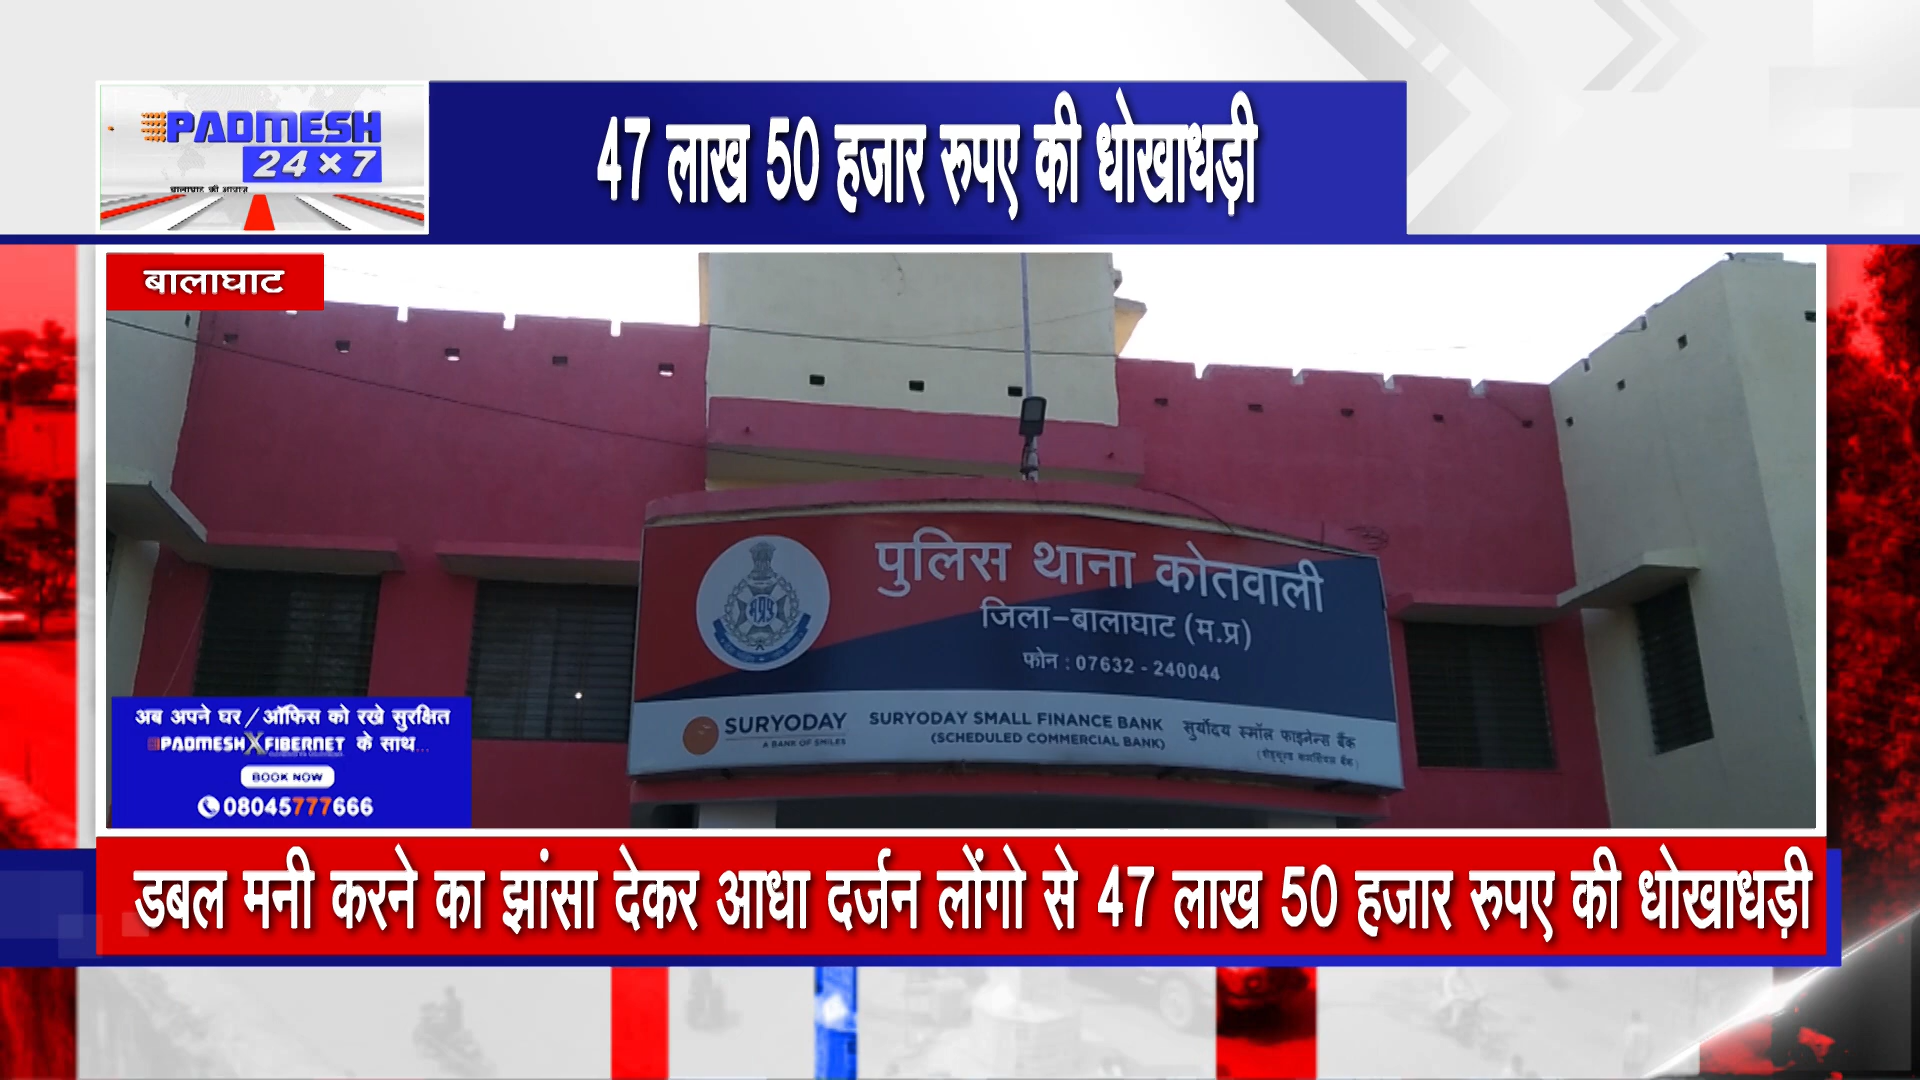 PADMESH
24×7
बालाघाट की आवाज
47 लाख 50 हजार रुपए की धोखाधड़ी
बालाघाट
पुलिस थाना कोतवाली
जिला-बालाघाट (म.प्र)
फोन : 07632 - 240044
SURYODAY
A BANK OF SMILES
SURYODAY SMALL FINANCE BANK
(SCHEDULED COMMERCIAL BANK)
सुर्योदय स्मॉल फाइनेन्स बैंक
अब अपने घर/ऑफिस को रखे सुरक्षित
PADMESH X FIBERNET के साथ...
BOOK NOW
08045777666
डबल मनी करने का झांसा देकर आधा दर्जन लोंगो से 47 लाख 50 हजार रुपए की धोखाधड़ी